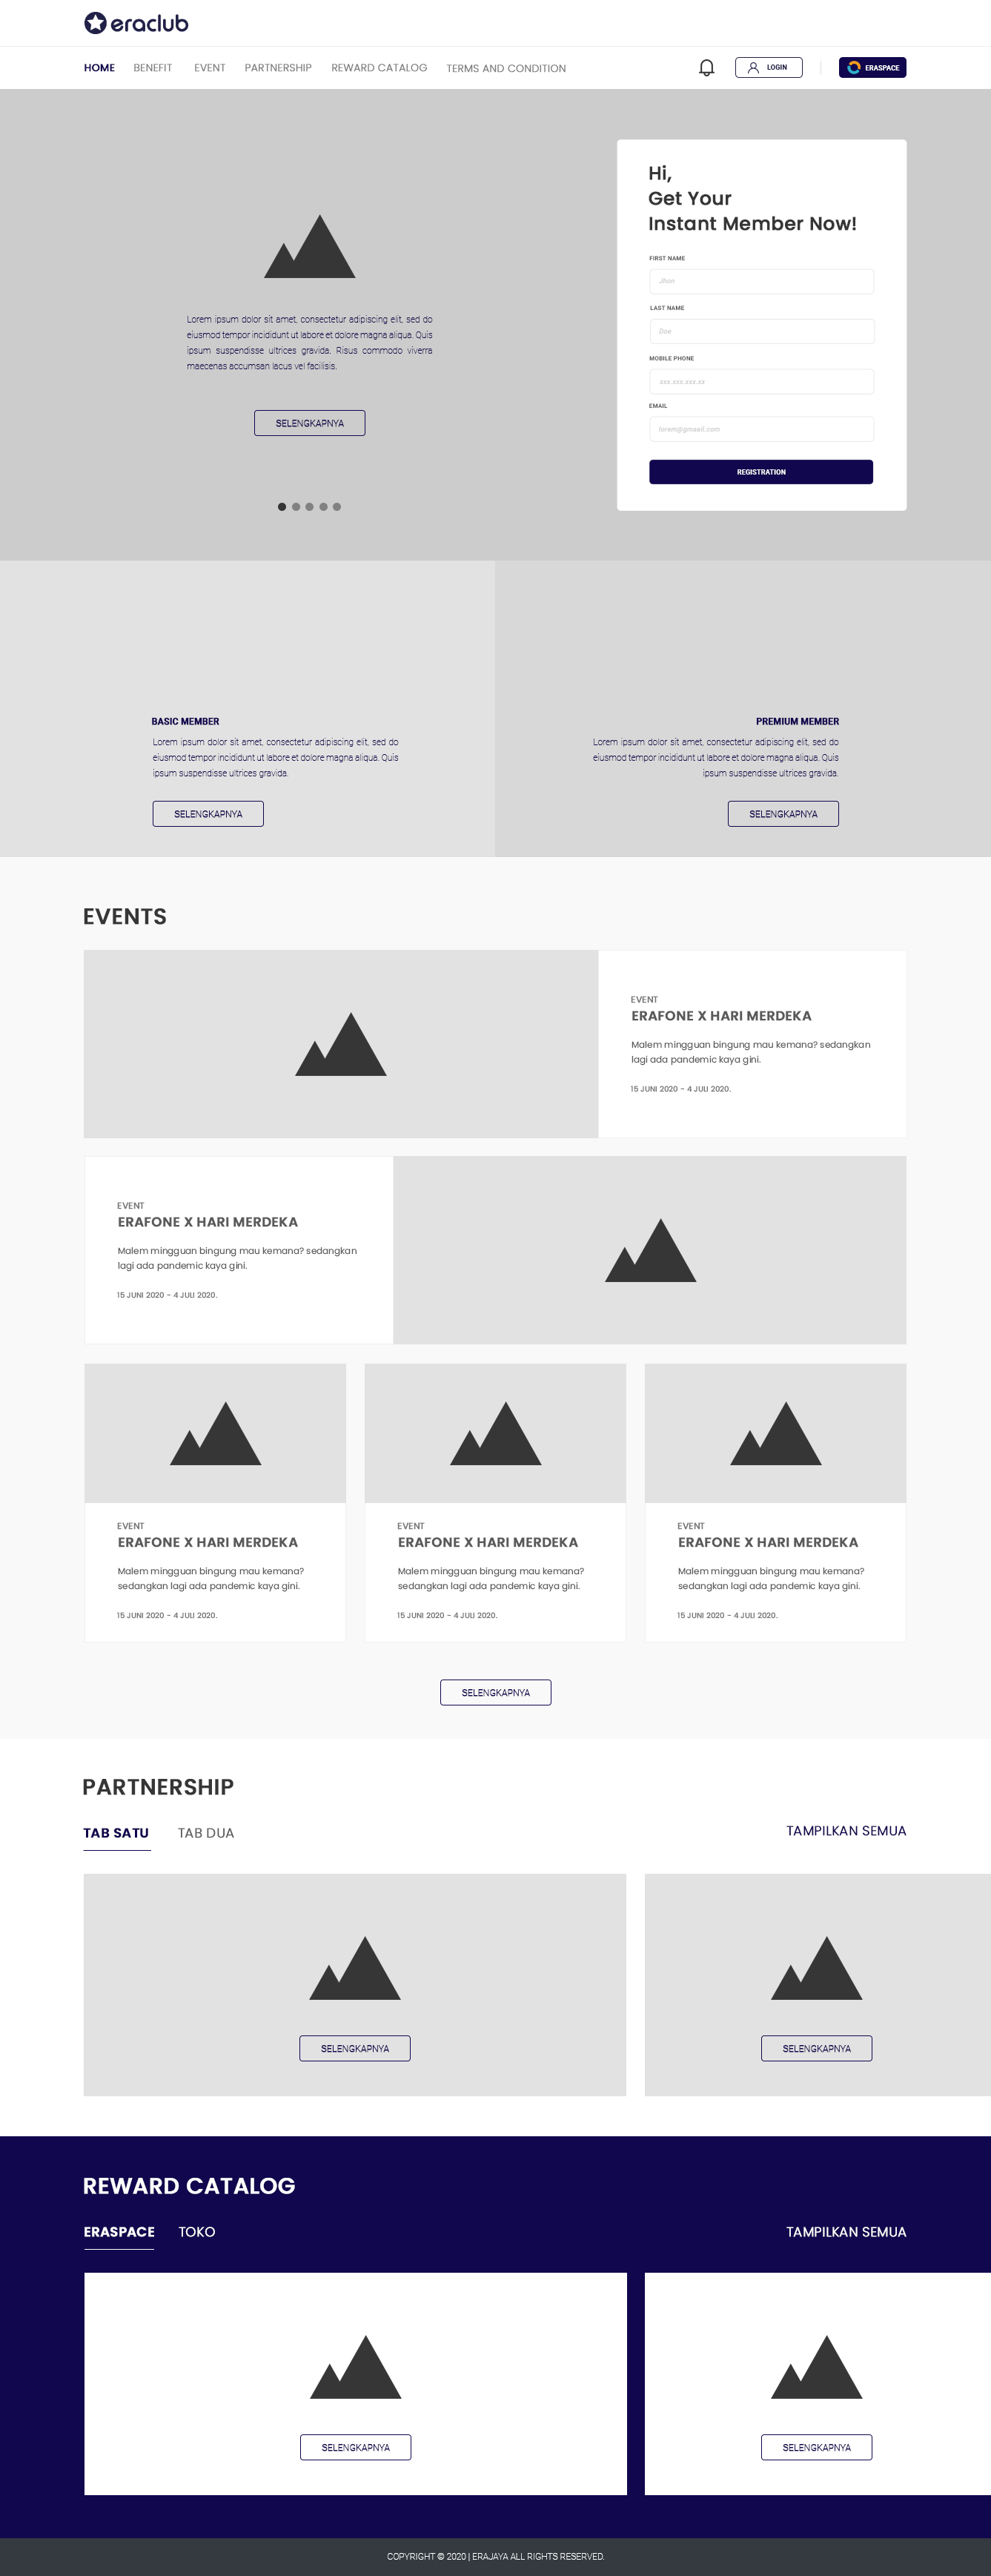 eraclub
HOME BENEFIT EVENT PARTNERSHIP REWARD CATALOG TERMS AND CONDITION LOGIN ERASPACE
Lorem ipsum dolor sit amet, consectetur adipiscing elit, sed do
eiusmod tempor incididunt ut labore et dolore magna aliqua. Quis
ipsum suspendisse ultrices gravida. Risus commodo viverra
maecenas accumsan lacus vel facilisis.
SELENGKAPNYA
Hi,
Get Your
Instant Member Now!
FIRST NAME
Jhon
LAST NAME
Doe
MOBILE PHONE
xxx.xxx.xxx.xx
EMAIL
lorem@gmaail.com
REGISTRATION
BASIC MEMBER
Lorem ipsum dolor sit amet, consectetur adipiscing elit, sed do
eiusmod tempor incididunt ut labore et dolore magna aliqua. Quis
ipsum suspendisse ultrices gravida.
SELENGKAPNYA
PREMIUM MEMBER
Lorem ipsum dolor sit amet, consectetur adipiscing elit, sed do
eiusmod tempor incididunt ut labore et dolore magna aliqua. Quis
ipsum suspendisse ultrices gravida.
SELENGKAPNYA
EVENTS
EVENT
ERAFONE X HARI MERDEKA
Malem mingguan bingung mau kemana? sedangkan
lagi ada pandemic kaya gini.
15 JUNI 2020 - 4 JULI 2020.
EVENT
ERAFONE X HARI MERDEKA
Malem mingguan bingung mau kemana? sedangkan
lagi ada pandemic kaya gini.
15 JUNI 2020 - 4 JULI 2020.
EVENT
ERAFONE X HARI MERDEKA
Malem mingguan bingung mau kemana?
sedangkan lagi ada pandemic kaya gini.
15 JUNI 2020 - 4 JULI 2020.
EVENT
ERAFONE X HARI MERDEKA
Malem mingguan bingung mau kemana?
sedangkan lagi ada pandemic kaya gini.
15 JUNI 2020 - 4 JULI 2020.
EVENT
ERAFONE X HARI MERDEKA
Malem mingguan bingung mau kemana?
sedangkan lagi ada pandemic kaya gini.
15 JUNI 2020 - 4 JULI 2020.
SELENGKAPNYA
PARTNERSHIP
TAB SATU TAB DUA TAMPILKAN SEMUA
SELENGKAPNYA
SELENGKAPNYA
REWARD CATALOG
ERASPACE TOKO TAMPILKAN SEMUA
SELENGKAPNYA
SELENGKAPNYA
COPYRIGHT © 2020 | ERAJAYA ALL RIGHTS RESERVED.